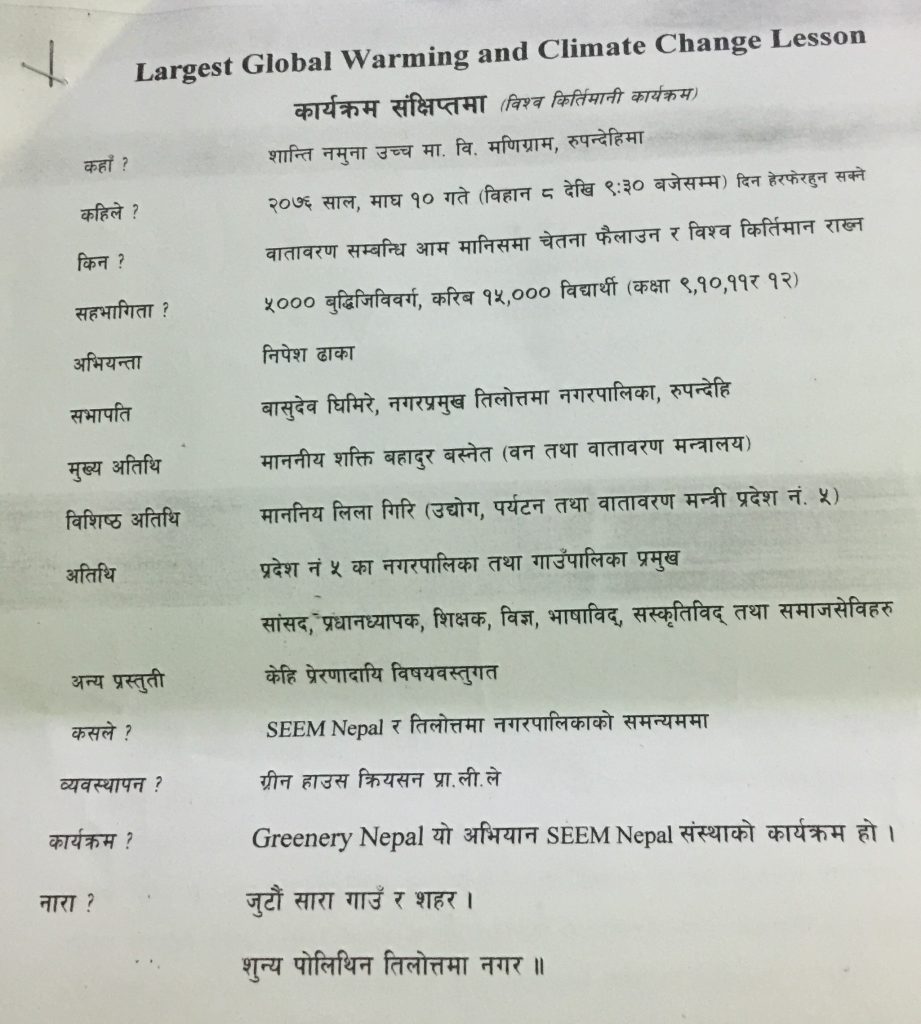 Largest Global Warming and Climate Change Lesson
कार्यक्रम संक्षिप्तमा (विश्व किर्तिमानी कार्यक्रम)
कहाँ ? शान्ति नमुना उच्च मा. वि. मणिग्राम, रुपन्देहिमा
कहिले ? २०७६ साल, माघ १० गते (विहान ८ देखि ९:३० बजेसम्म) दिन हेरफेरहुन सक्ने
किन ? वातावरण सम्बन्धि आम मानिसमा चेतना फैलाउन र विश्व किर्तिमान राख्न
सहभागिता ? ५००० बुद्धिजिविवर्ग, करिब १५,००० विद्यार्थी (कक्षा ९,१०,११र १२)
अभियन्ता निपेश ढाका
सभापति बासुदेव घिमिरे, नगरप्रमुख तिलोत्तमा नगरपालिका, रुपन्देहि
मुख्य अतिथि माननीय शक्ति बहादुर बस्नेत (वन तथा वातावरण मन्त्रालय)
विशिष्ठ अतिथि माननिय लिला गिरि (उद्योग, पर्यटन तथा वातावरण मन्त्री प्रदेश नं. ५)
अतिथि प्रदेश नं ५ का नगरपालिका तथा गाउँपालिका प्रमुख
सांसद, प्रधानध्यापक, शिक्षक, विज्ञ, भाषाविद्, सस्कृतिविद् तथा समाजसेविहरु
अन्य प्रस्तुती केहि प्रेरणादायि विषयवस्तुगत
कसले ? SEEM Nepal र तिलोत्तमा नगरपालिकाको समन्यममा
व्यवस्थापन ? ग्रीन हाउस क्रियसन प्रा.ली.ले
कार्यक्रम ? Greenery Nepal यो अभियान SEEM Nepal संस्थाको कार्यक्रम हो ।
नारा ? जुटौं सारा गाउँ र शहर ।
शुन्य पोलिथिन तिलोत्तमा नगर ॥